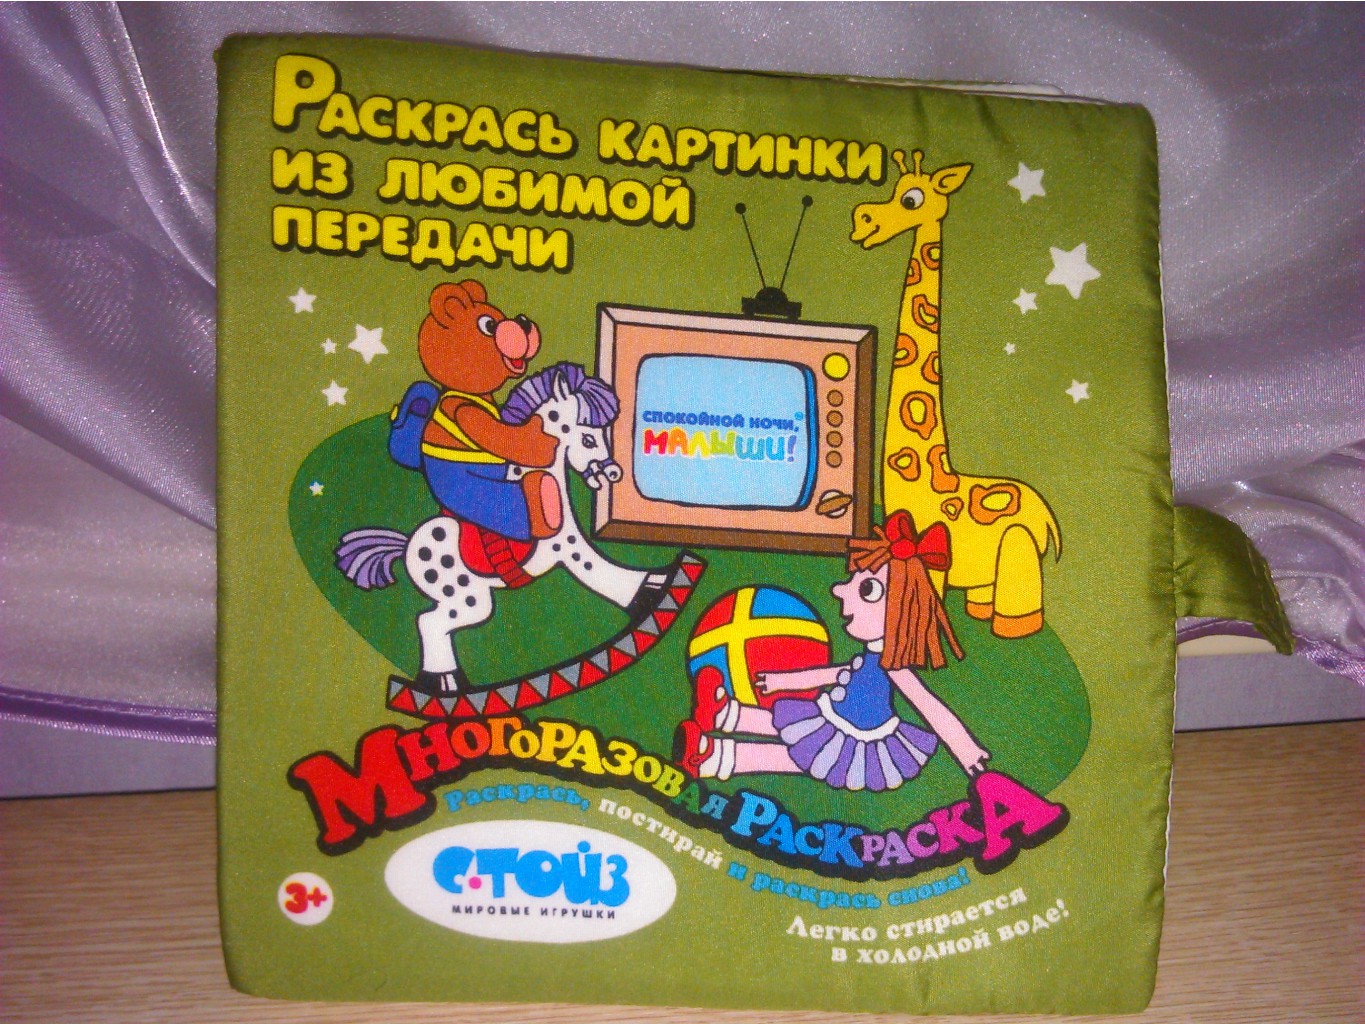 Раскрась картинки
из любимой
передачи
спокойной ночи,
малыши!
Многоразовая Раскраска
Раскрась, постирай и раскрась снова!
С·ТОЙЗ
МИРОВЫЕ ИГРУШКИ
3+
Легко стирается
в холодной воде!